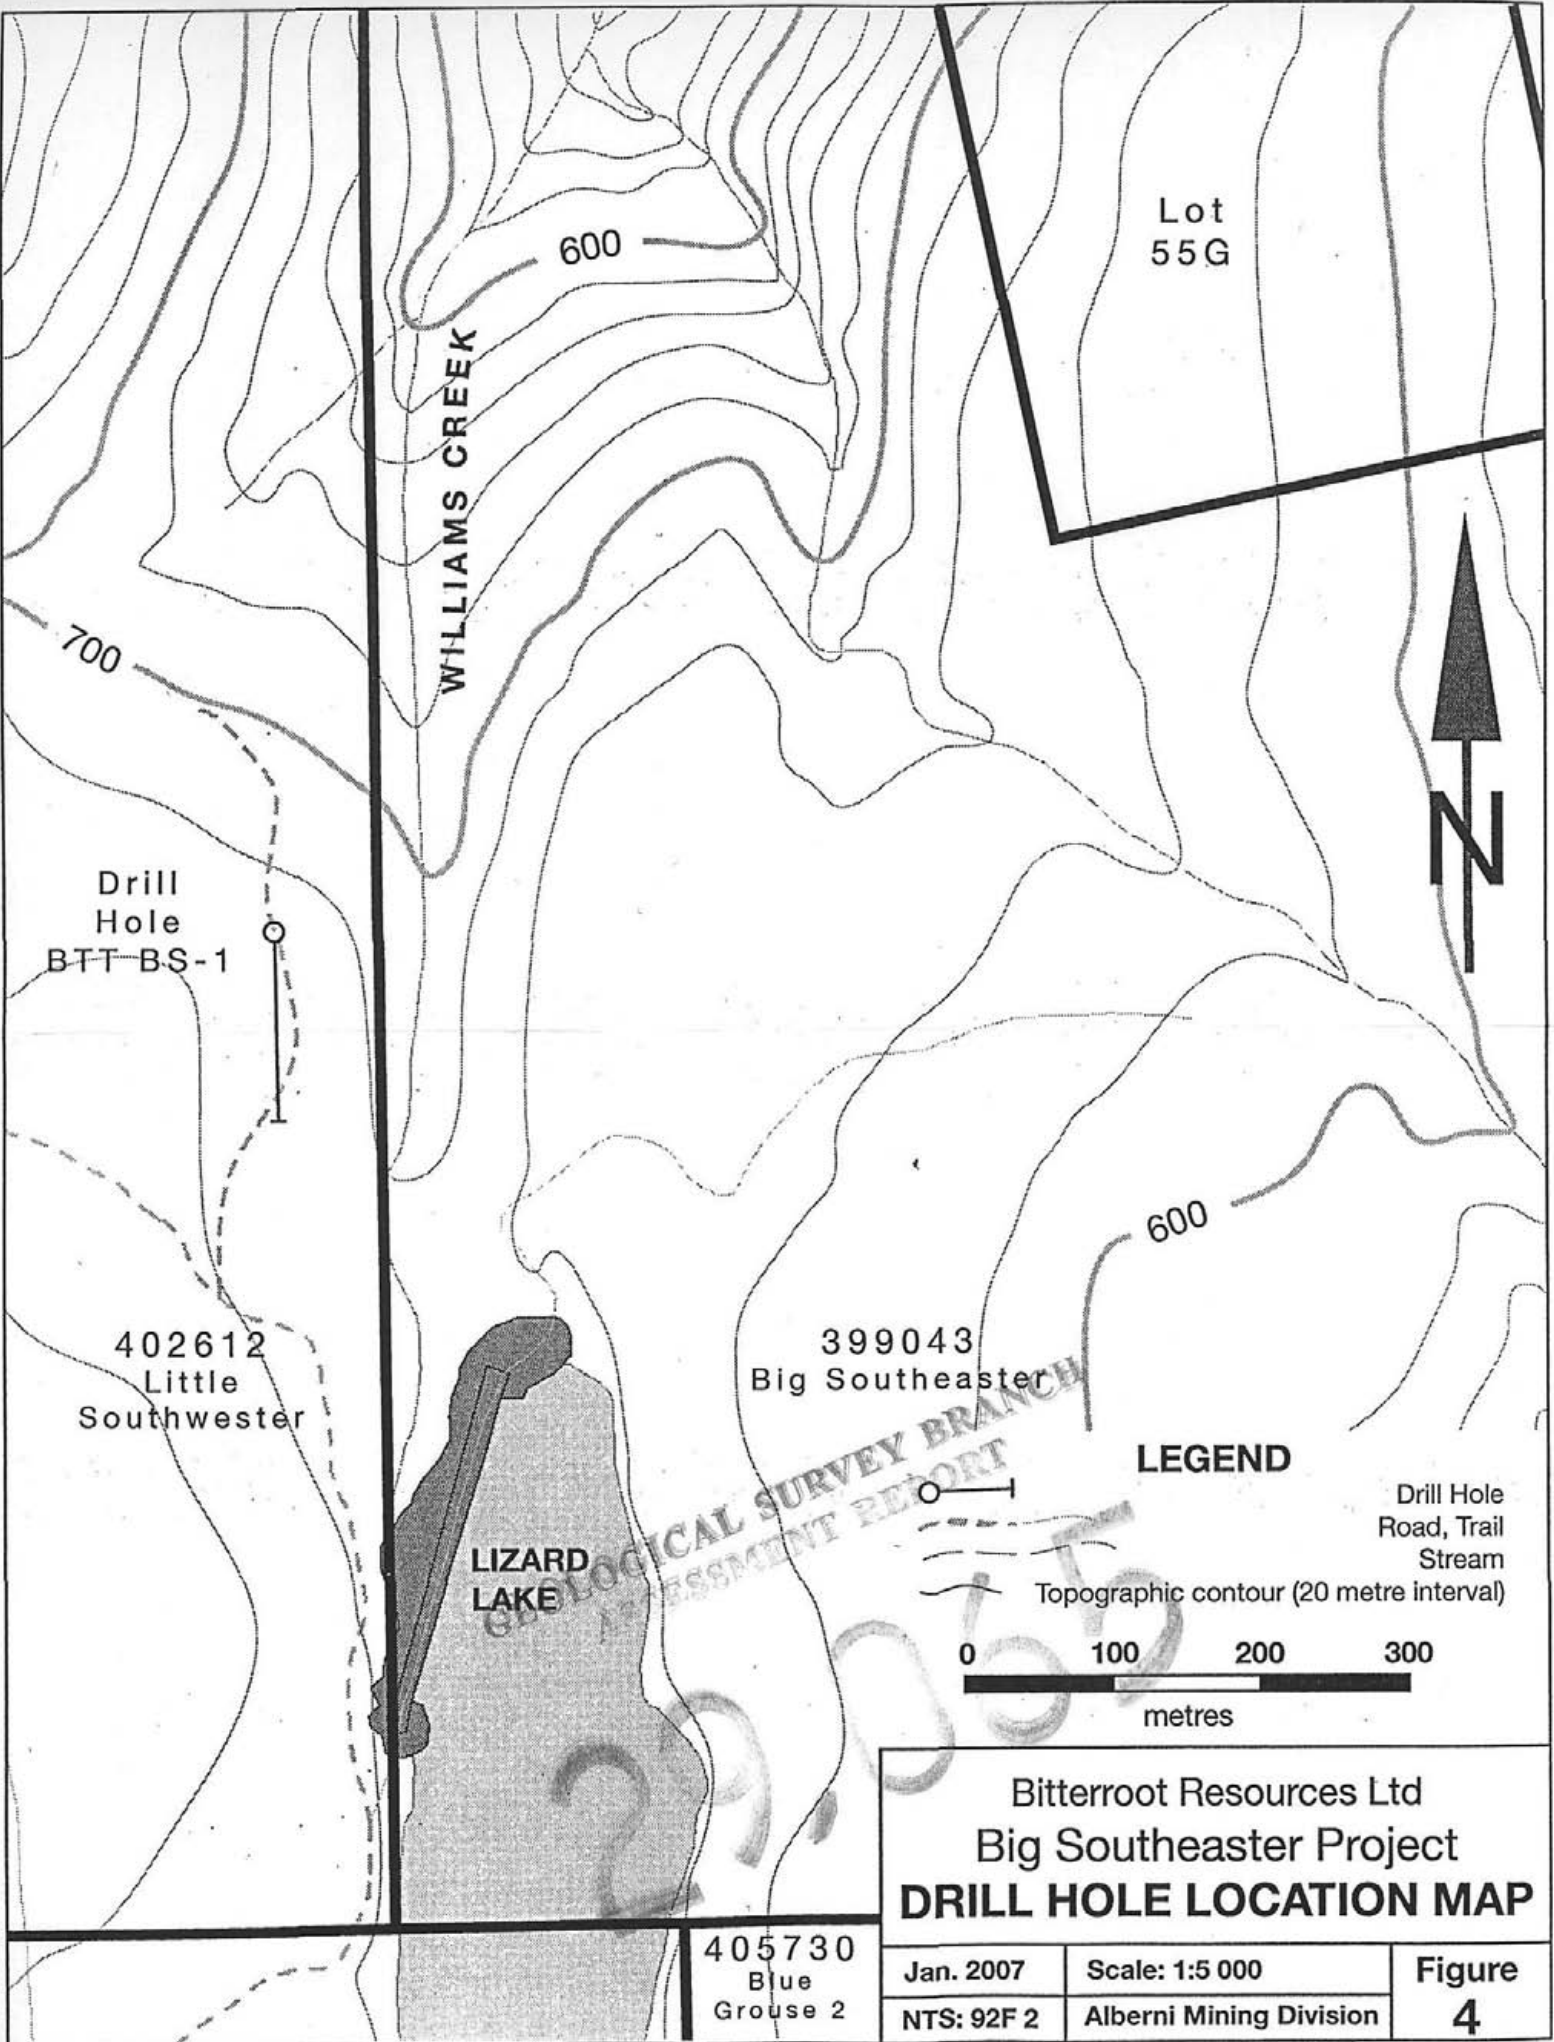 Lot
55G
600
WILLIAMS CREEK
700
N
Drill
Hole
BTT BS-1
600
402612
Little
Southwester
399043
Big Southeaster
GEOLOGICAL SURVEY BRANCH
ASSESSMENT REPORT
29,065
LIZARD
LAKE
LEGEND
Drill Hole
Road, Trail
Stream
Topographic contour (20 metre interval)
0 100 200 300
metres
Bitterroot Resources Ltd
Big Southeaster Project
DRILL HOLE LOCATION MAP
405730
Blue
Grouse 2
Jan. 2007
Scale: 1:5 000
Figure
4
NTS: 92F 2
Alberni Mining Division